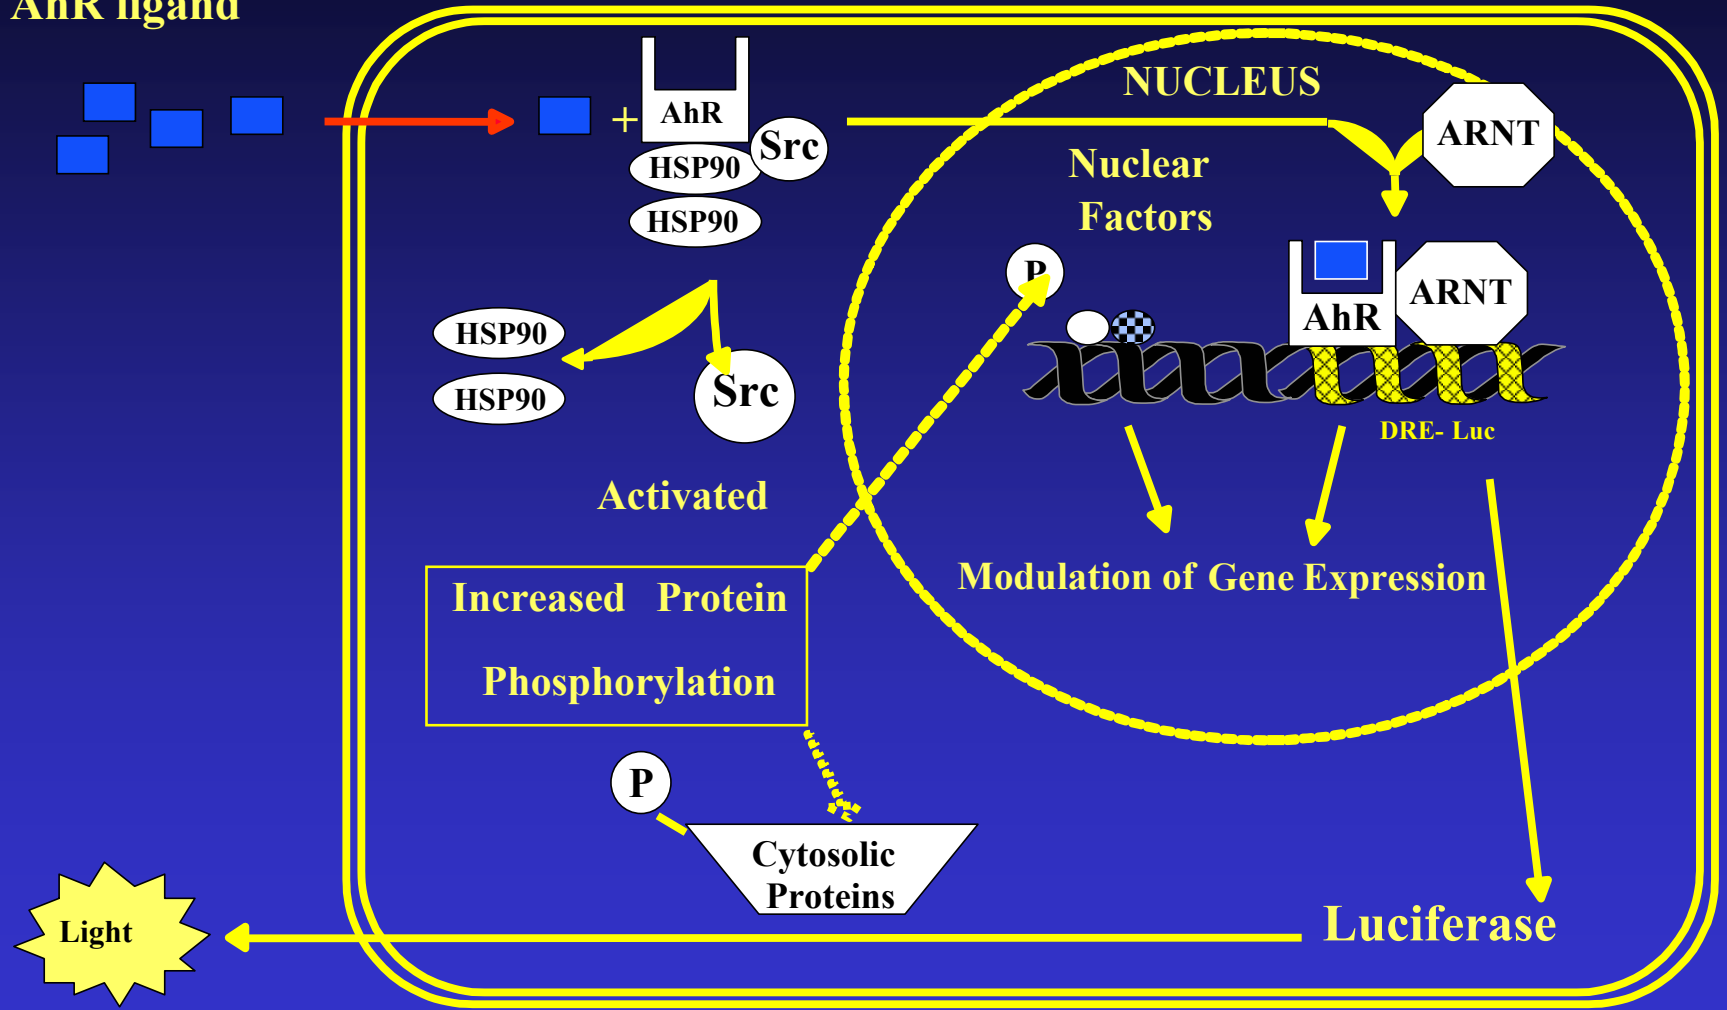 AhR ligand
NUCLEUS
+
AhR
Src
ARNT
HSP90
HSP90
Nuclear
Factors
P
AhR
ARNT
HSP90
HSP90
Src
DRE- Luc
Activated
Modulation of Gene Expression
Increased Protein
Phosphorylation
P
Cytosolic
Proteins
Light
Luciferase